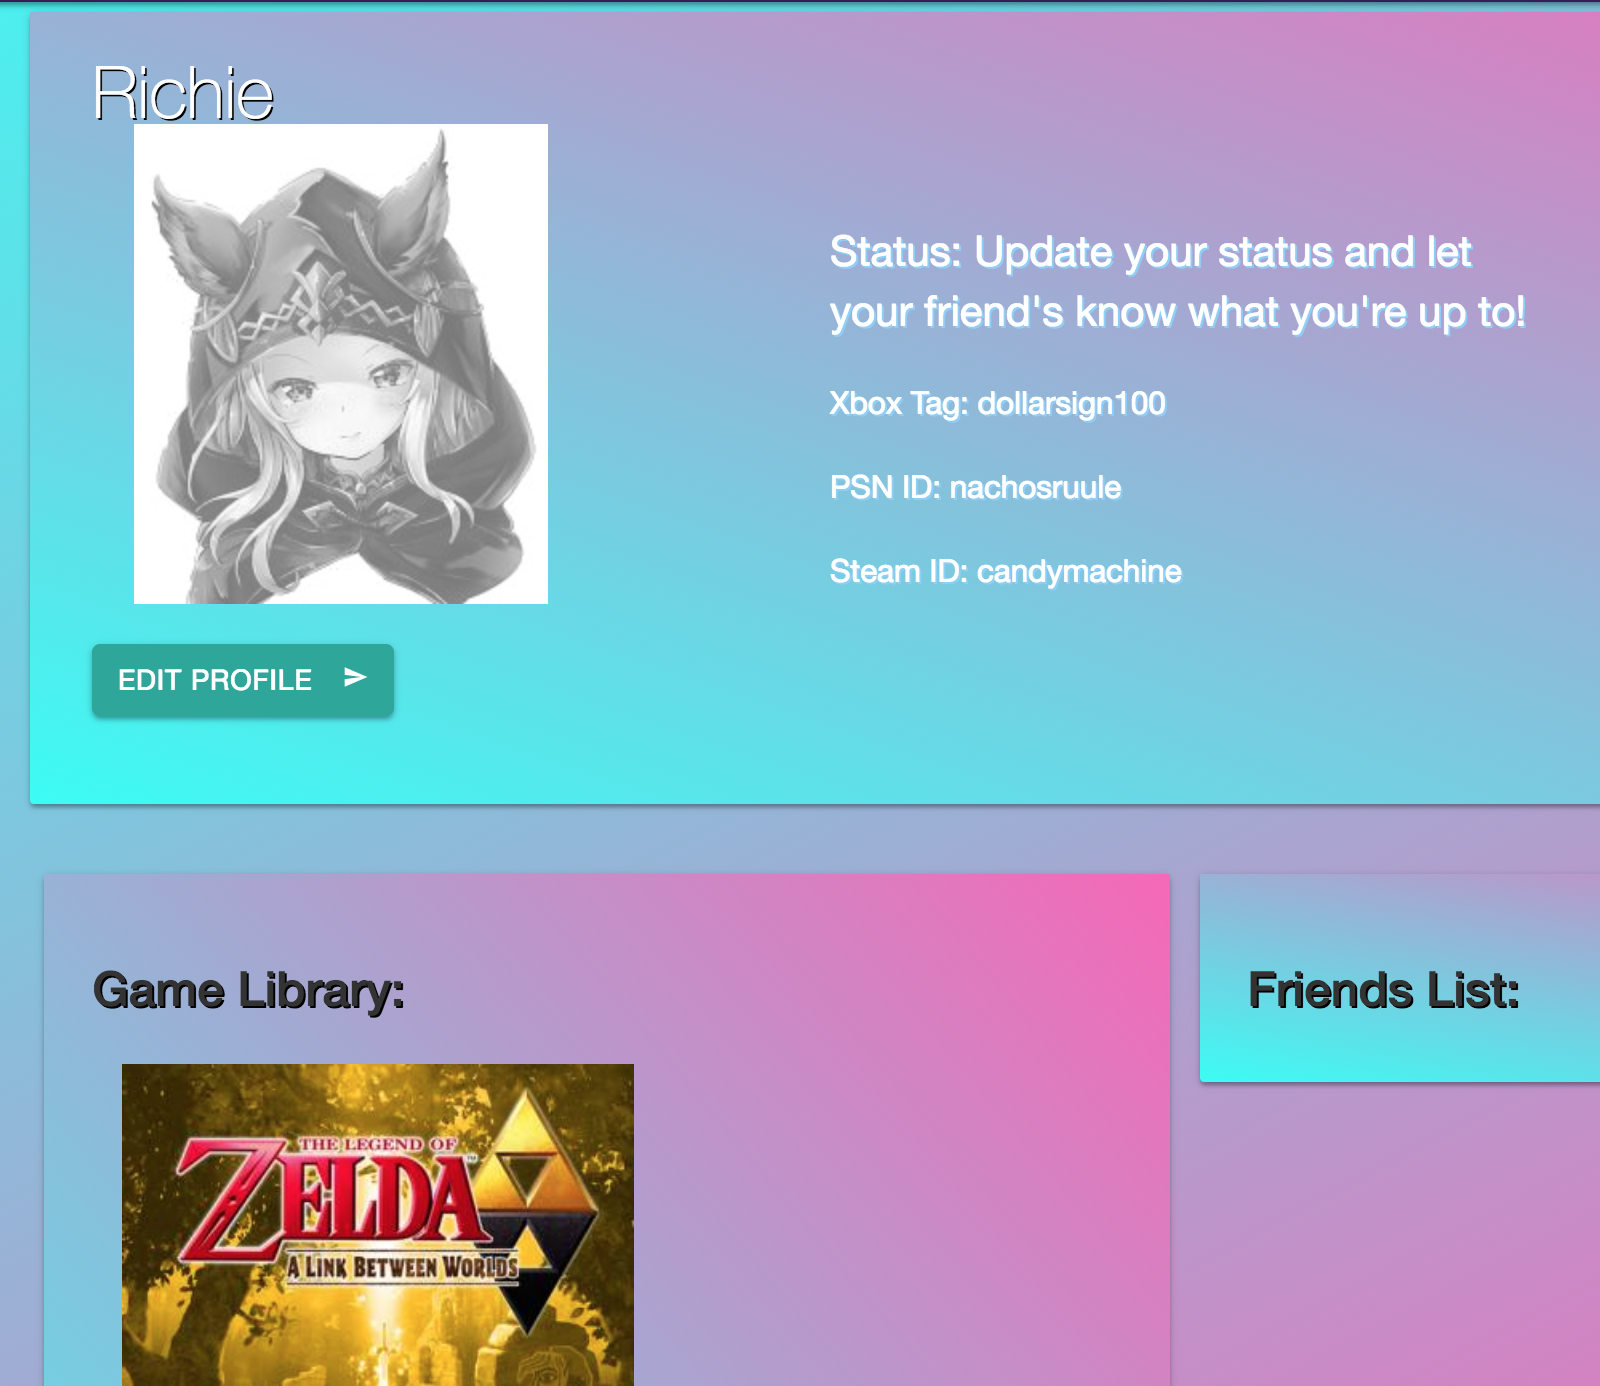 Richie
Status: Update your status and let
your friend's know what you're up to!
Xbox Tag: dollarsign100
PSN ID: nachosruule
Steam ID: candymachine
EDIT PROFILE
Game Library:
Friends List:
THE LEGEND OF
ZELDA™
A LINK BETWEEN WORLDS